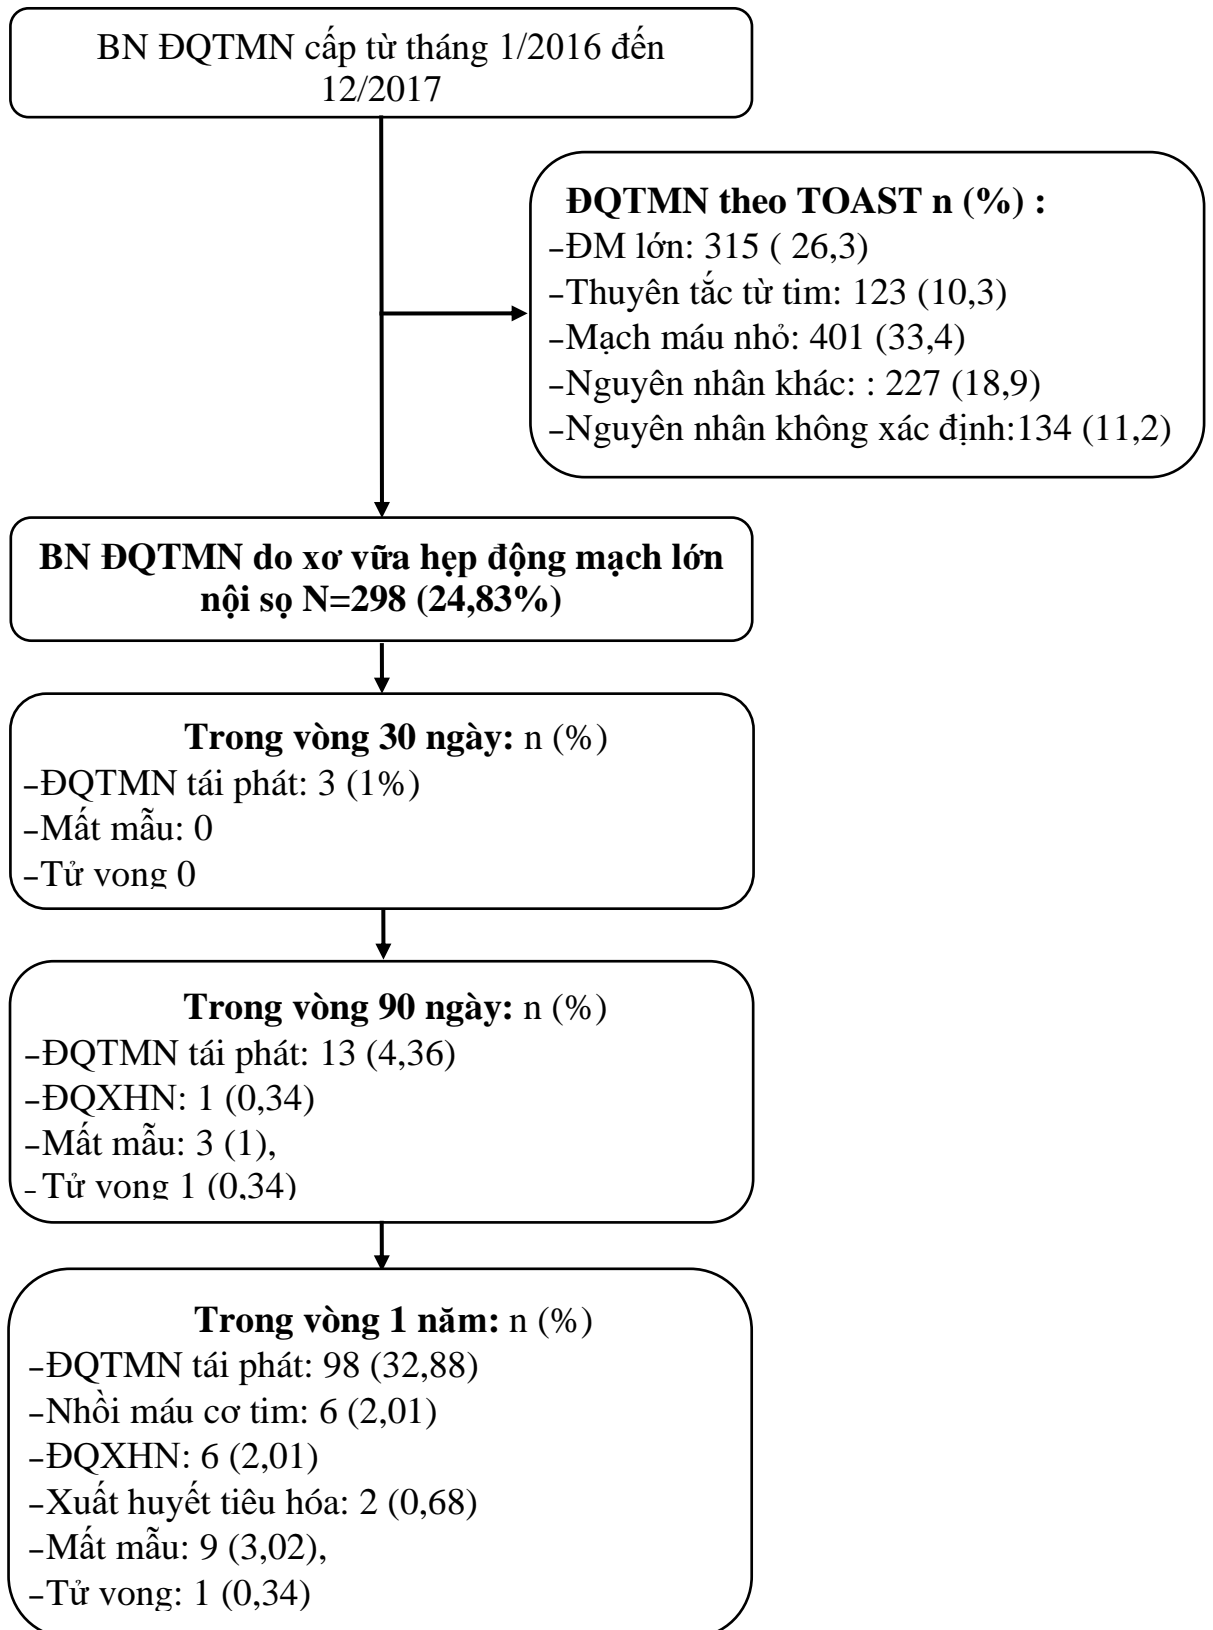 BN ĐQTMN cấp từ tháng 1/2016 đến
12/2017
ĐQTMN theo TOAST n (%) :
-ĐM lớn: 315 ( 26,3)
-Thuyên tắc từ tim: 123 (10,3)
-Mạch máu nhỏ: 401 (33,4)
-Nguyên nhân khác: : 227 (18,9)
-Nguyên nhân không xác định:134 (11,2)
BN ĐQTMN do xơ vữa hẹp động mạch lớn
nội sọ N=298 (24,83%)
Trong vòng 30 ngày: n (%)
-ĐQTMN tái phát: 3 (1%)
-Mất mẫu: 0
-Tử vong 0
Trong vòng 90 ngày: n (%)
-ĐQTMN tái phát: 13 (4,36)
-ĐQXHN: 1 (0,34)
-Mất mẫu: 3 (1),
- Tử vong 1 (0,34)
Trong vòng 1 năm: n (%)
-ĐQTMN tái phát: 98 (32,88)
-Nhồi máu cơ tim: 6 (2,01)
-ĐQXHN: 6 (2,01)
-Xuất huyết tiêu hóa: 2 (0,68)
-Mất mẫu: 9 (3,02),
-Tử vong: 1 (0,34)